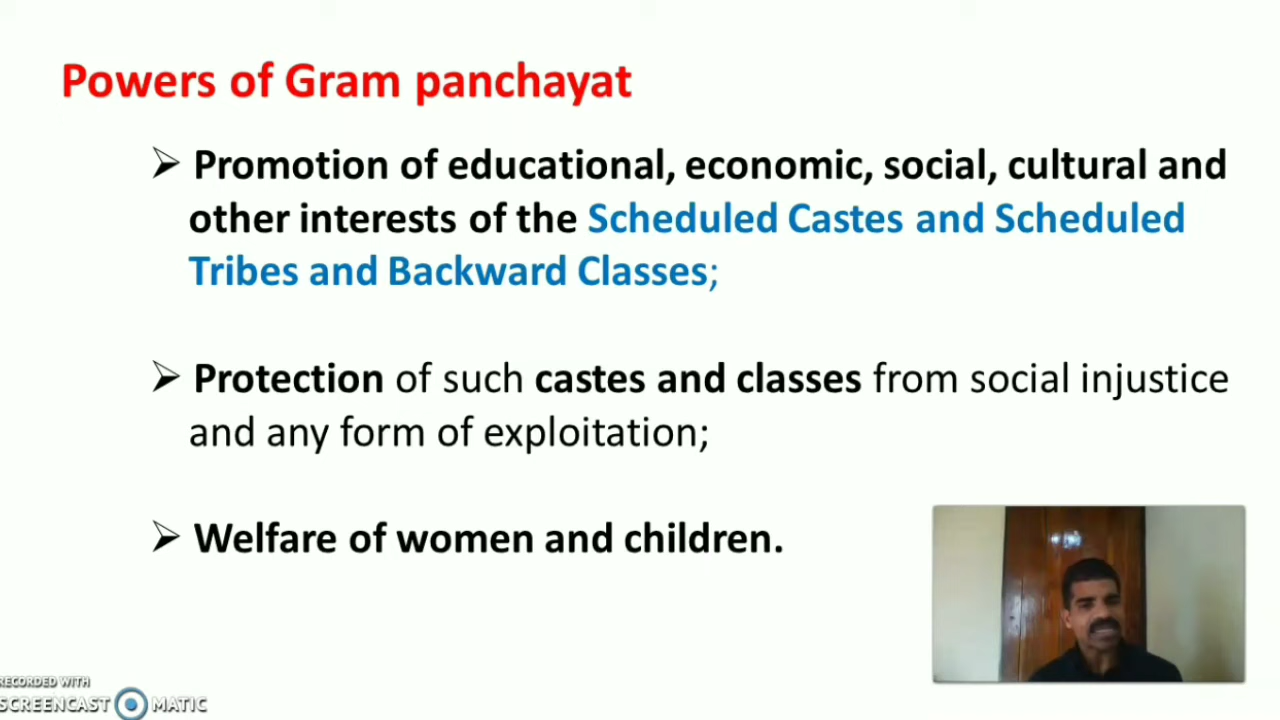 Powers of Gram panchayat
➢ Promotion of educational, economic, social, cultural and
other interests of the Scheduled Castes and Scheduled
Tribes and Backward Classes;
➢ Protection of such castes and classes from social injustice
and any form of exploitation;
➢ Welfare of women and children.
RECORDED WITH
SCREENCAST MATIC